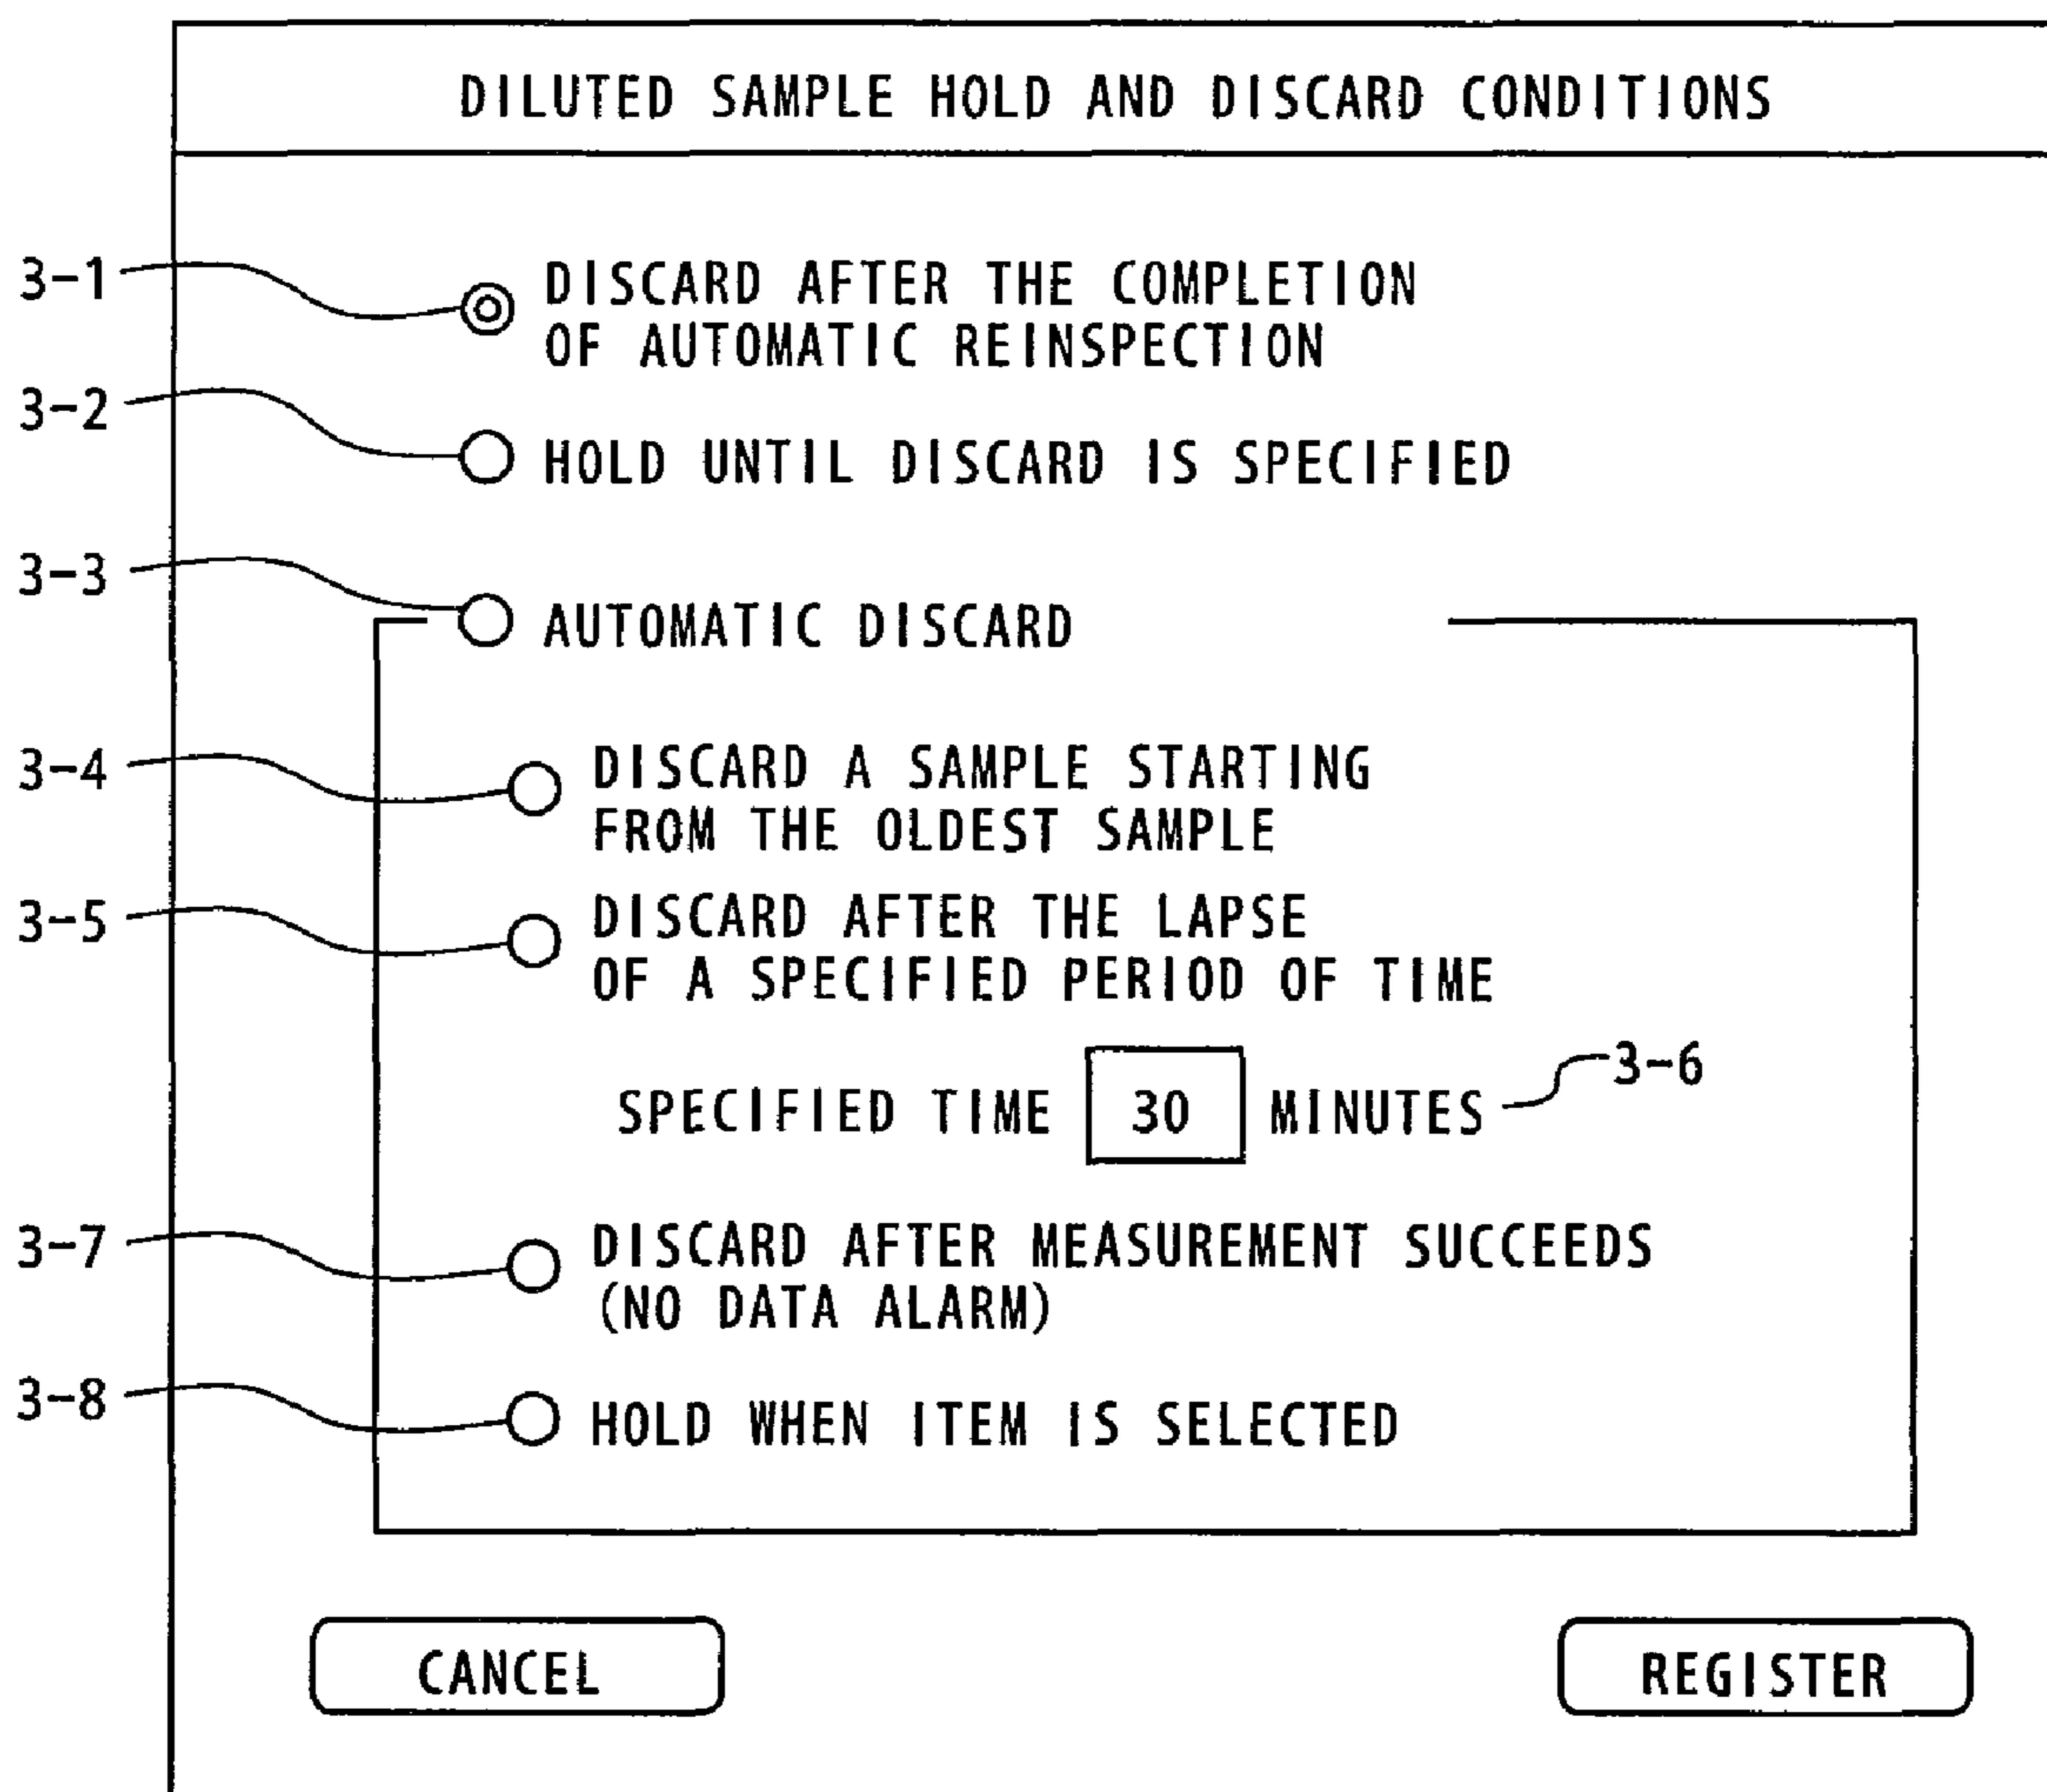 DILUTED SAMPLE HOLD AND DISCARD CONDITIONS
3-1
DISCARD AFTER THE COMPLETION
OF AUTOMATIC REINSPECTION
3-2
HOLD UNTIL DISCARD IS SPECIFIED
3-3
AUTOMATIC DISCARD
3-4
DISCARD A SAMPLE STARTING
FROM THE OLDEST SAMPLE
3-5
DISCARD AFTER THE LAPSE
OF A SPECIFIED PERIOD OF TIME
SPECIFIED TIME 30 MINUTES
3-6
3-7
DISCARD AFTER MEASUREMENT SUCCEEDS
(NO DATA ALARM)
3-8
HOLD WHEN ITEM IS SELECTED
CANCEL
REGISTER